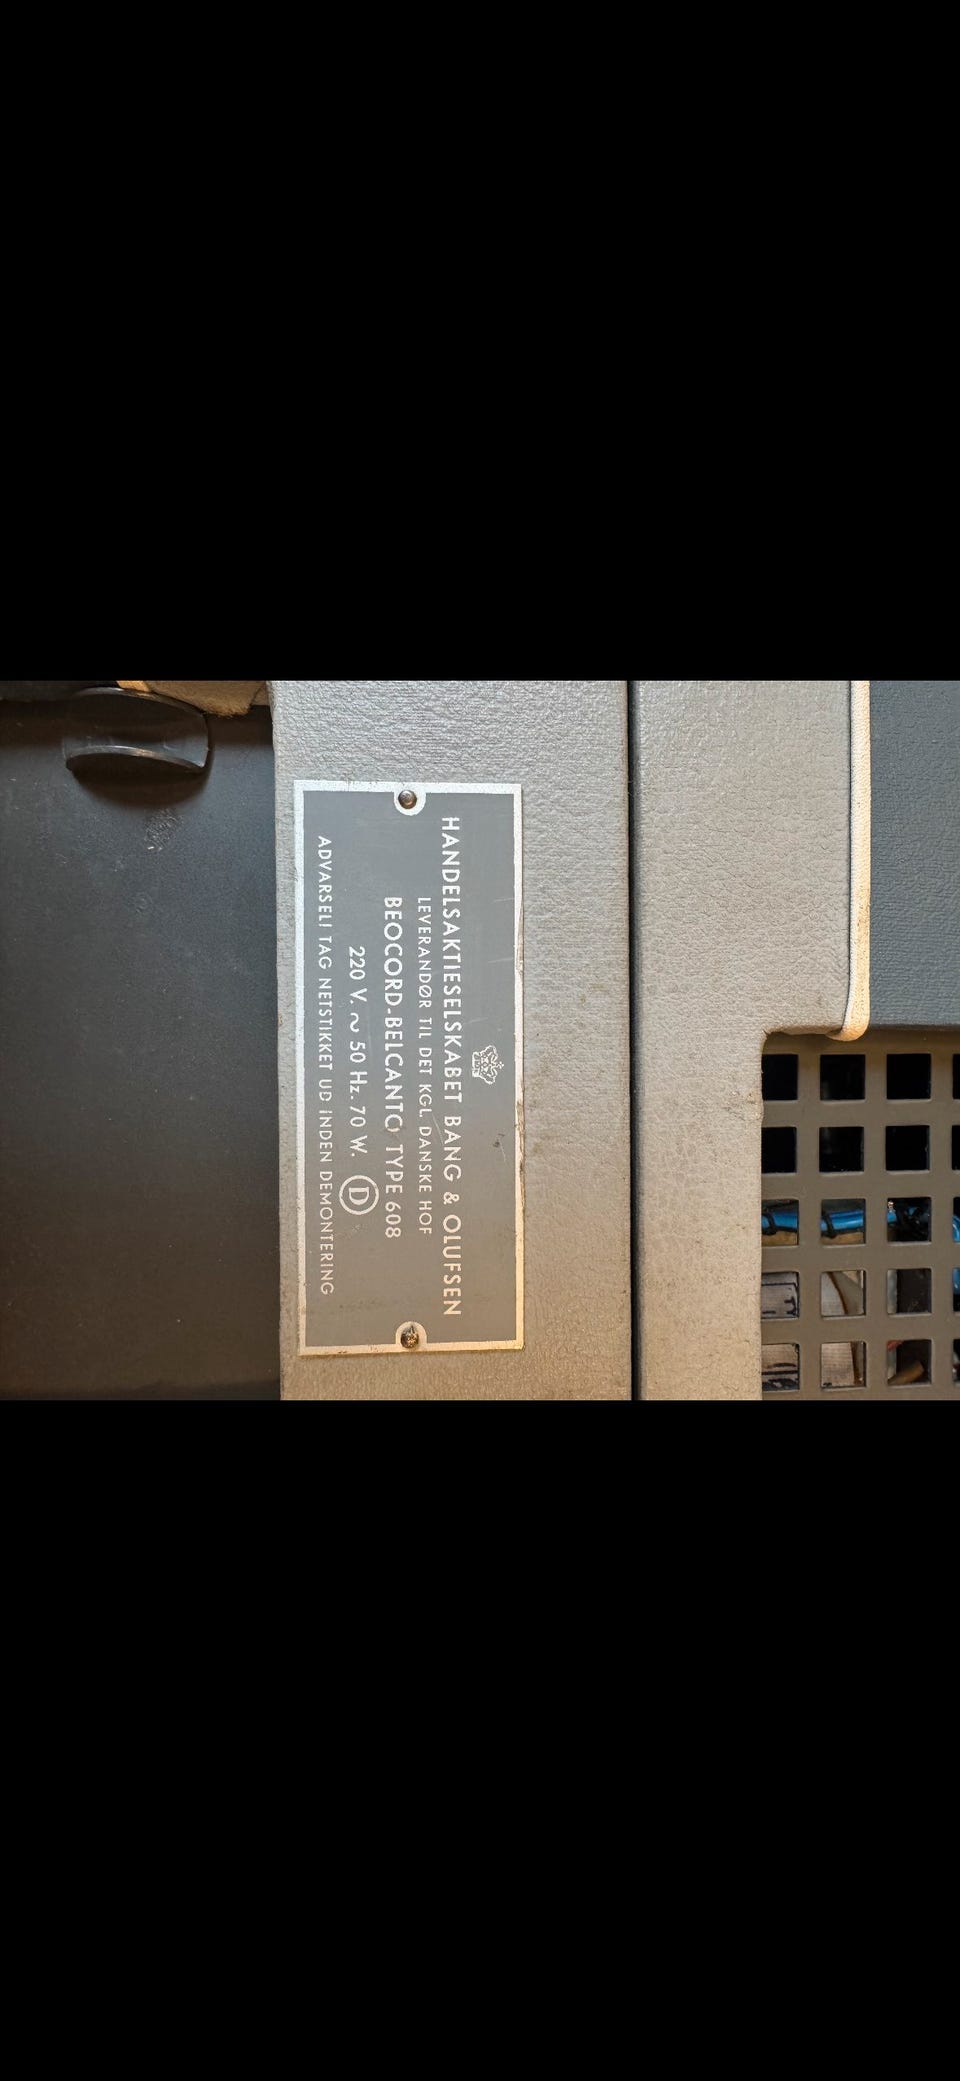 HANDELSAKTIESELSKABET BANG & OLUFSEN
LEVERANDØR TIL DET KGL. DANSKE HOF
BEOCORD-BELCANTO TYPE 608
220 V. ~ 50 Hz. 70 W. D
ADVARSEL! TAG NETSTIKKET UD INDEN DEMONTERING